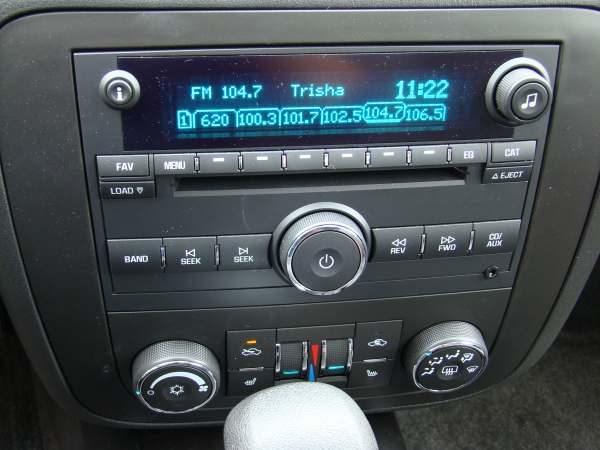 FM 104.7 Trisha 11:22
1 620 100.3 101.7 102.5 104.7 106.5
i
FAV MENU EQ CAT
LOAD EJECT
BAND SEEK SEEK REV FWD CD/
AUX